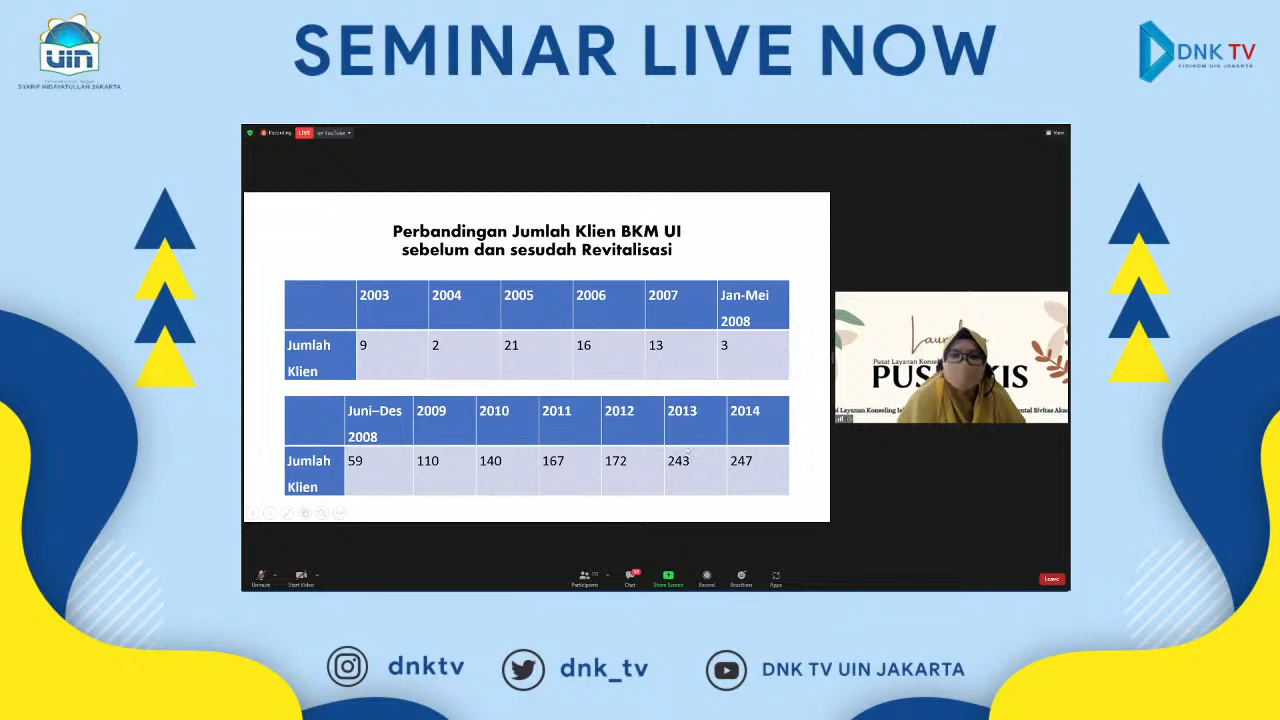 SEMINAR LIVE NOW
uin
SYARIF HIDAYATULLAH JAKARTA
DNK TV
FIDIKOM UIN JAKARTA
Recording
LIVE
on YouTube
View
Perbandingan Jumlah Klien BKM UI
sebelum dan sesudah Revitalisasi
2003 2004 2005 2006 2007 Jan-Mei 2008
Jumlah Klien 9 2 21 16 13 3
Juni–Des 2008 2009 2010 2011 2012 2013 2014
Jumlah Klien 59 110 140 167 172 243 247
Pusat Layanan
Unmute
Start Video
Participants
Chat
Share Screen
Record
Reactions
Apps
Leave
dnktv
dnk_tv
DNK TV UIN JAKARTA